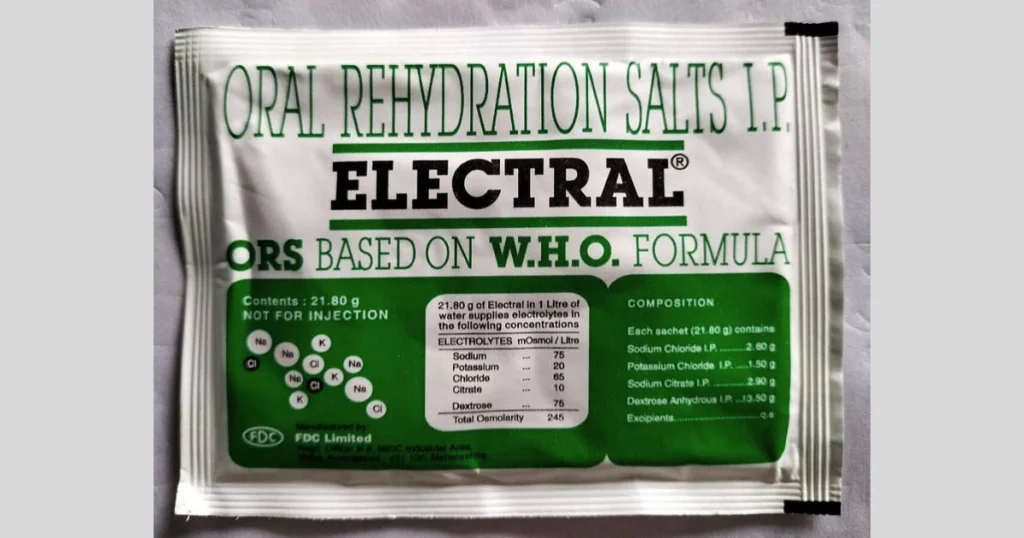 ORAL REHYDRATION SALTS I.P.
ELECTRAL®
ORS BASED ON W.H.O. FORMULA
Contents : 21.80 g
NOT FOR INJECTION
Na
K
Na
Cl
Cl
Na
Na
Cl
K
Na
K
Cl
FDC
Manufactured by
FDC Limited
21.80 g of Electral in 1 Litre of
water supplies electrolytes in
the following concentrations
ELECTROLYTES mOsmol / Litre
Sodium ... 75
Potassium ... 20
Chloride ... 65
Citrate ... 10
Dextrose ... 75
Total Osmolarity 245
COMPOSITION
Each sachet (21.80 g) contains
Sodium Chloride I.P. ..........2.60 g
Potassium Chloride I.P. .....1.50 g
Sodium Citrate I.P. .............2.90 g
Dextrose Anhydrous I.P. ..13.50 g
Excipients............................q.s